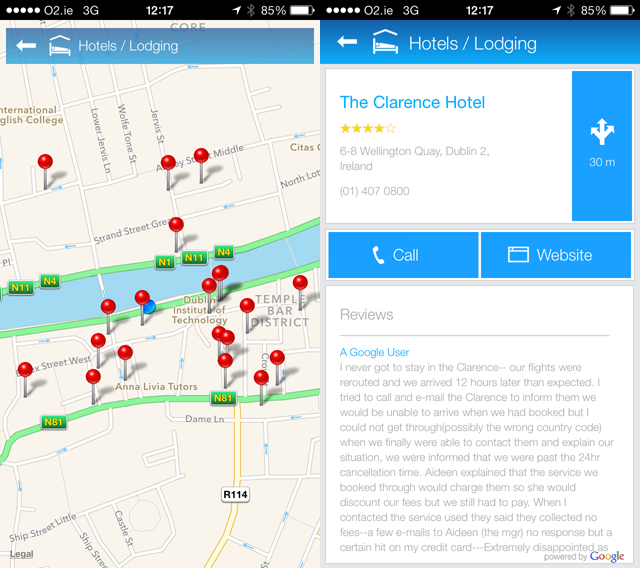 O2.ie 3G 12:17 85%
Hotels / Lodging
CORE
nternational
glish College
Lower Jervis Ln
Wolfe Tone St
Jervis St
Middle
Citas
North Lot
Strand Street Grea
Pl
N1
N11
N4
N4
N11
Dublin
Institute of
Technology
TEMPLE
BAR
DISTRICT
Street West
Anna Livia Tutors
N81
Dame Ln
N81
R114
Castle St
Ship Street Little
Ship Street
Legal
O2.ie 3G 12:17 85%
Hotels / Lodging
The Clarence Hotel
6-8 Wellington Quay, Dublin 2,
Ireland
(01) 407 0800
30 m
Call
Website
Reviews
A Google User
I never got to stay in the Clarence-- our flights were
rerouted and we arrived 12 hours later than expected. I
tried to call and e-mail the Clarence to inform them we
would be unable to arrive when we had booked but I
could not get through(possibly the wrong country code)
when we finally were able to contact them and explain our
situation, we were informed that we were past the 24hr
cancellation time. Aideen explained that the service we
booked through would charge them so she would
discount our fees but we still had to pay. When I
contacted the service used they said they collected no
fees--a few e-mails to Aideen (the mgr) no response but a
certain hit on my credit card---Extremely disappointed as
powered by Google